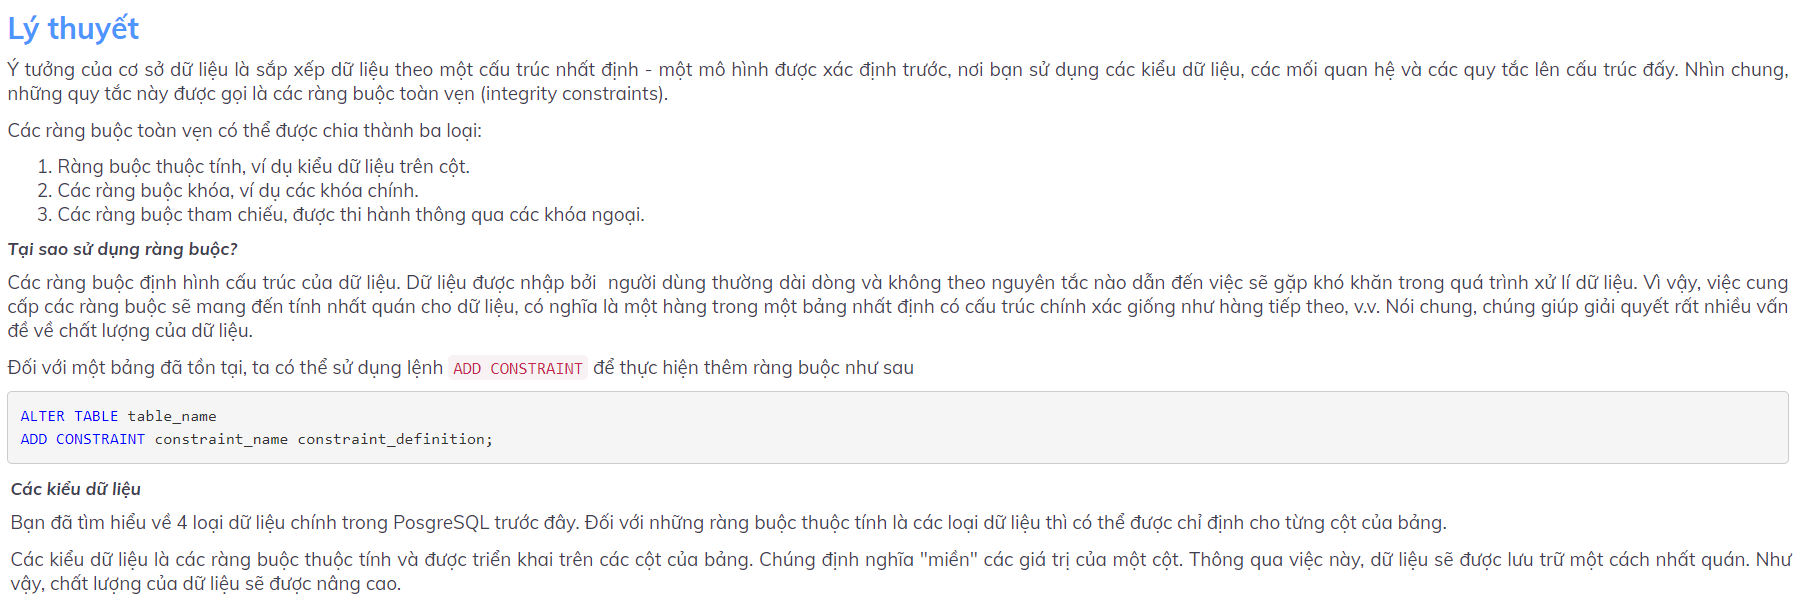 Lý thuyết
Ý tưởng của cơ sở dữ liệu là sắp xếp dữ liệu theo một cấu trúc nhất định - một mô hình được xác định trước, nơi bạn sử dụng các kiểu dữ liệu, các mối quan hệ và các quy tắc lên cấu trúc đấy. Nhìn chung,
những quy tắc này được gọi là các ràng buộc toàn vẹn (integrity constraints).
Các ràng buộc toàn vẹn có thể được chia thành ba loại:
1. Ràng buộc thuộc tính, ví dụ kiểu dữ liệu trên cột.
2. Các ràng buộc khóa, ví dụ các khóa chính.
3. Các ràng buộc tham chiếu, được thi hành thông qua các khóa ngoại.
Tại sao sử dụng ràng buộc?
Các ràng buộc định hình cấu trúc của dữ liệu. Dữ liệu được nhập bởi  người dùng thường dài dòng và không theo nguyên tắc nào dẫn đến việc sẽ gặp khó khăn trong quá trình xử lí dữ liệu. Vì vậy, việc cung
cấp các ràng buộc sẽ mang đến tính nhất quán cho dữ liệu, có nghĩa là một hàng trong một bảng nhất định có cấu trúc chính xác giống như hàng tiếp theo, v.v. Nói chung, chúng giúp giải quyết rất nhiều vấn
đề về chất lượng của dữ liệu.
Đối với một bảng đã tồn tại, ta có thể sử dụng lệnh ADD CONSTRAINT để thực hiện thêm ràng buộc như sau
ALTER TABLE table_name
ADD CONSTRAINT constraint_name constraint_definition;
Các kiểu dữ liệu
Bạn đã tìm hiểu về 4 loại dữ liệu chính trong PosgreSQL trước đây. Đối với những ràng buộc thuộc tính là các loại dữ liệu thì có thể được chỉ định cho từng cột của bảng.
Các kiểu dữ liệu là các ràng buộc thuộc tính và được triển khai trên các cột của bảng. Chúng định nghĩa "miền" các giá trị của một cột. Thông qua việc này, dữ liệu sẽ được lưu trữ một cách nhất quán. Như
vậy, chất lượng của dữ liệu sẽ được nâng cao.